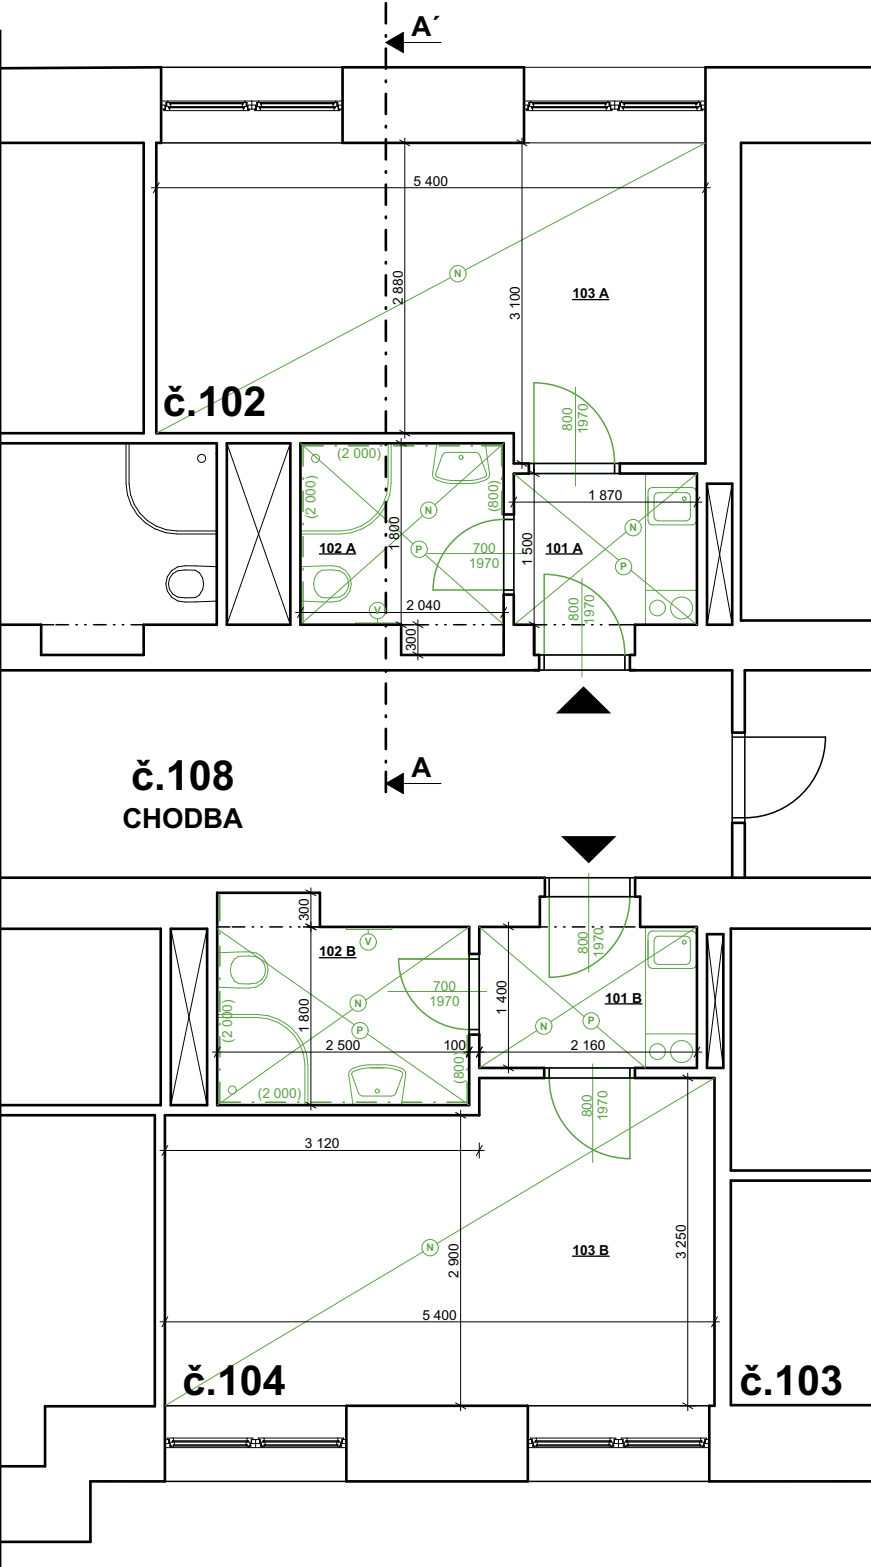 A´
5 400
2 880
3 100
N
103 A
č.102
800
1970
(2 000)
(2 000)
(800)
1 870
N
N
1 800
102 A
P
700
1970
1 500
101 A
P
V
2 040
800
1970
300
A
č.108
CHODBA
300
V
102 B
800
1970
700
1970
1 400
101 B
N
P
N
P
(2 000)
1 800
2 500
100
2 160
(800)
(2 000)
800
1970
3 120
N
2 900
103 B
3 250
5 400
č.104
č.103